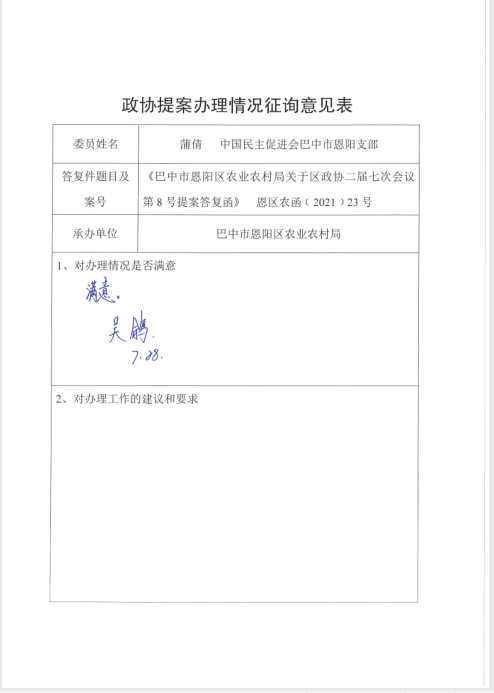 政协提案办理情况征询意见表
委员姓名
蒲倩 中国民主促进会巴中市恩阳支部
答复件题目及
案号
《巴中市恩阳区农业农村局关于区政协二届七次会议
第8号提案答复函》 恩区农函﹝2021﹞23号
承办单位
巴中市恩阳区农业农村局
1、对办理情况是否满意
满意。
吴
7.28.
2、对办理工作的建议和要求